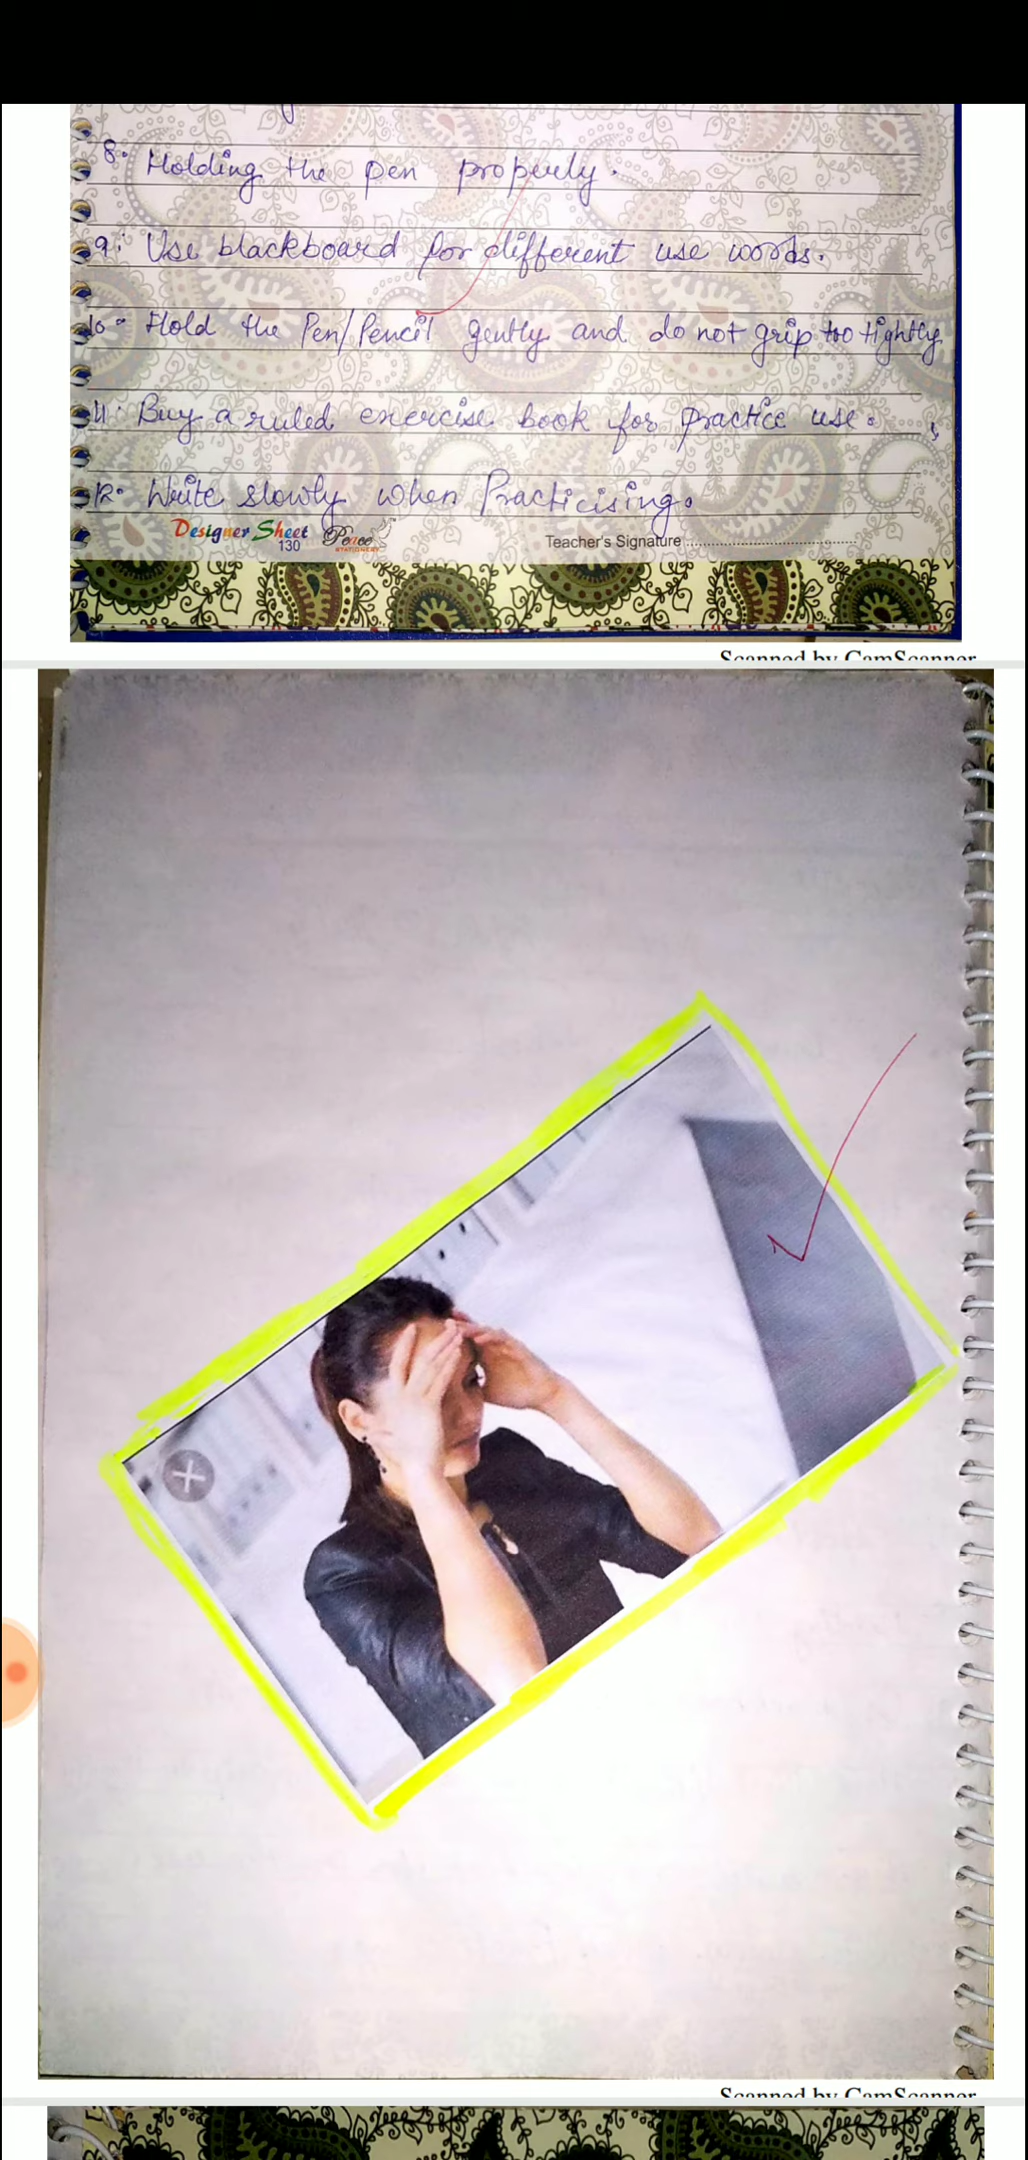 8. Holding the pen properly.
9. Use blackboard for different use words.
10. Hold the Pen/Pencil gently and do not grip too tightly
11. Buy a ruled exercise book for practice use.
12. Write slowly when Practicising.
Designer Sheet
130
Peace
STATIONERY
Teacher's Signature
Scanned by CamScanner
Scanned by CamScanner